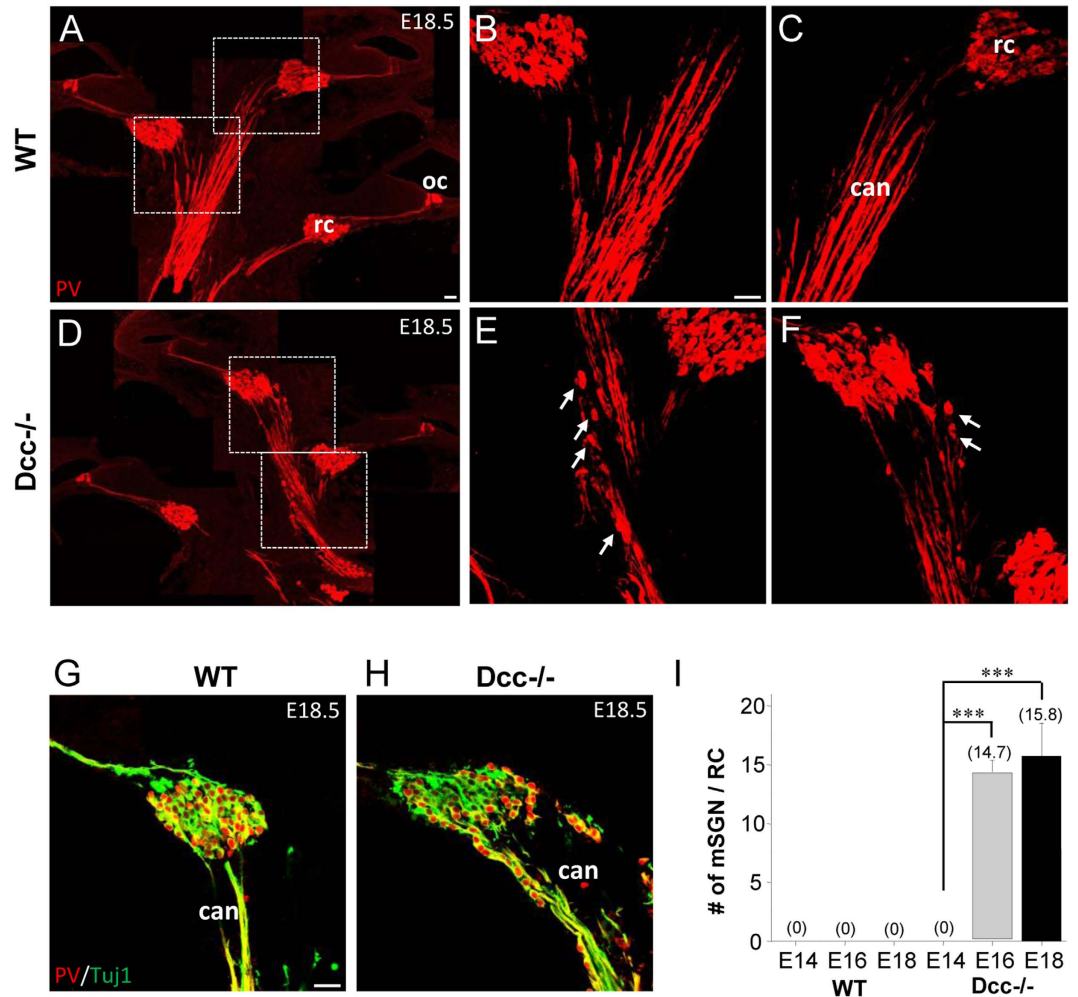 A
E18.5
B
C
rc
WT
can
oc
rc
PV
D
E18.5
E
F
Dcc-/-
G
WT
H
Dcc-/-
I
E18.5
E18.5
can
can
PV/Tuj1
# of mSGN / RC
20
15
10
5
0
***
***
(15.8)
(14.7)
(0)
(0)
(0)
(0)
E14 E16 E18 E14 E16 E18
WT Dcc-/-